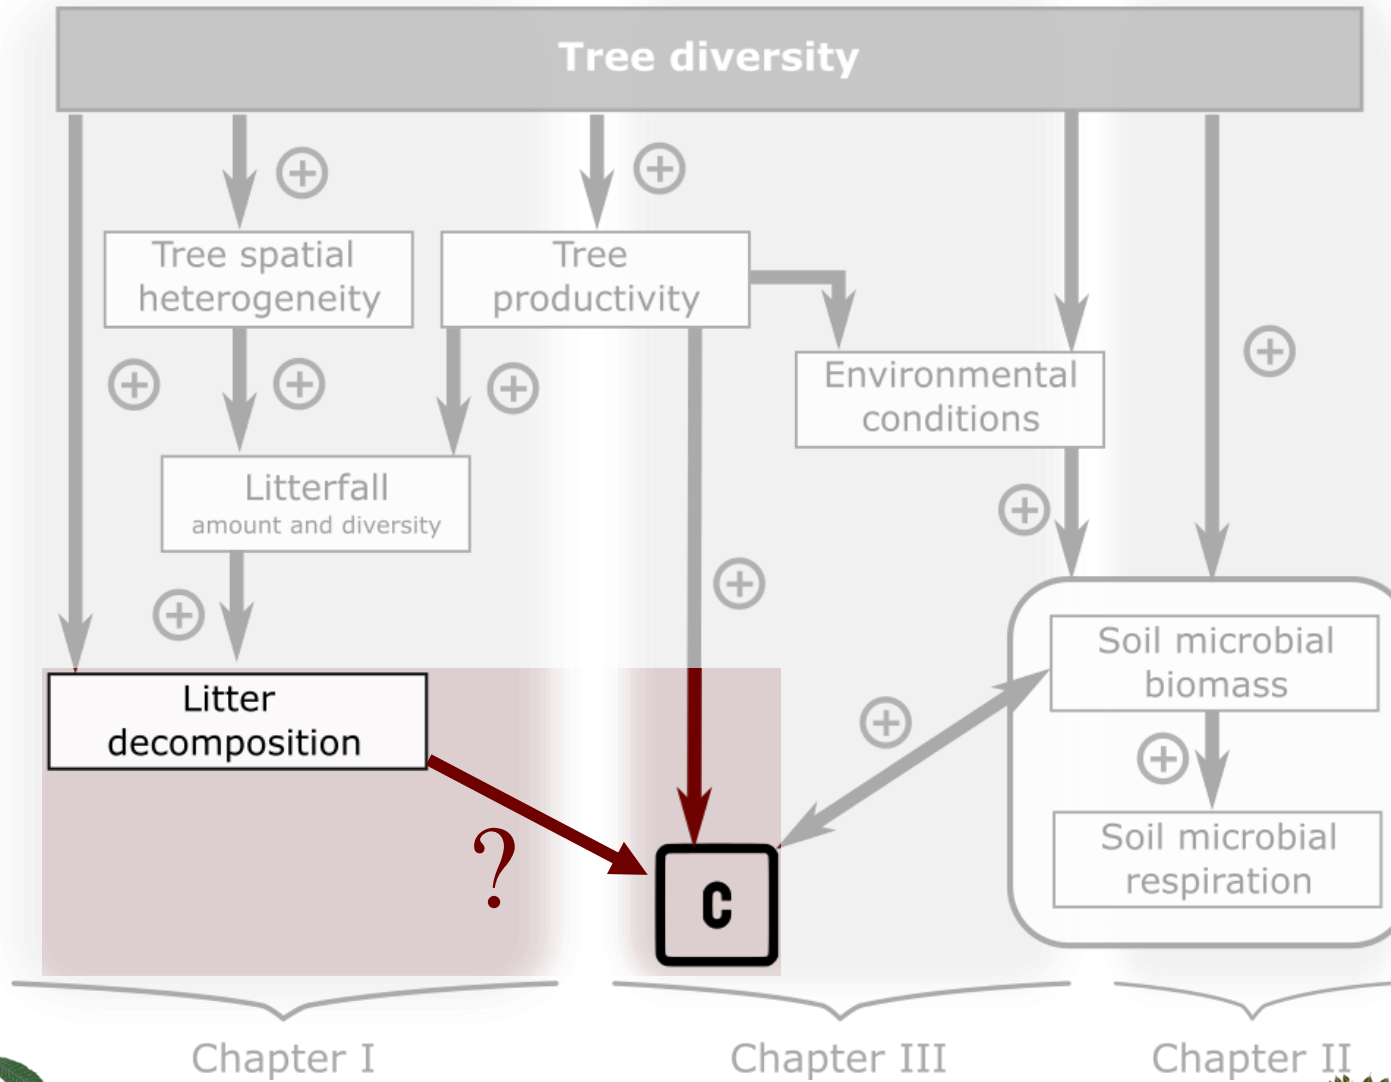 Tree diversity
+
+
Tree spatial
heterogeneity
Tree
productivity
+
+
+
+
Environmental
conditions
Litterfall
amount and diversity
+
+
+
Soil microbial
biomass
Litter
decomposition
+
+
?
C
Soil microbial
respiration
Chapter I
Chapter III
Chapter II